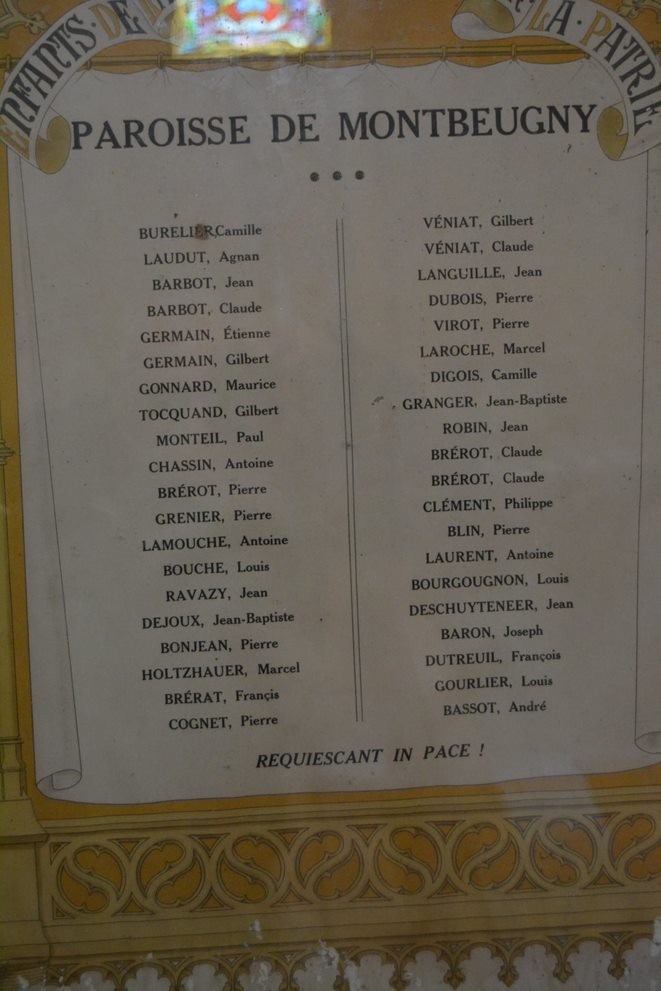 ENFANTS DE
LA PATRIE
PAROISSE DE MONTBEUGNY
BURELIER, Camille
LAUDUT, Agnan
BARBOT, Jean
BARBOT, Claude
GERMAIN, Étienne
GERMAIN, Gilbert
GONNARD, Maurice
TOCQUAND, Gilbert
MONTEIL, Paul
CHASSIN, Antoine
BRÉROT, Pierre
GRENIER, Pierre
LAMOUCHE, Antoine
BOUCHE, Louis
RAVAZY, Jean
DEJOUX, Jean-Baptiste
BONJEAN, Pierre
HOLTZHAUER, Marcel
BRÉRAT, Françis
COGNET, Pierre
VÉNIAT, Gilbert
VÉNIAT, Claude
LANGUILLE, Jean
DUBOIS, Pierre
VIROT, Pierre
LAROCHE, Marcel
DIGOIS, Camille
GRANGER, Jean-Baptiste
ROBIN, Jean
BRÉROT, Claude
BRÉROT, Claude
CLÉMENT, Philippe
BLIN, Pierre
LAURENT, Antoine
BOURGOUGNON, Louis
DESCHUYTENEER, Jean
BARON, Joseph
DUTREUIL, François
GOURLIER, Louis
BASSOT, André
REQUIESCANT IN PACE !